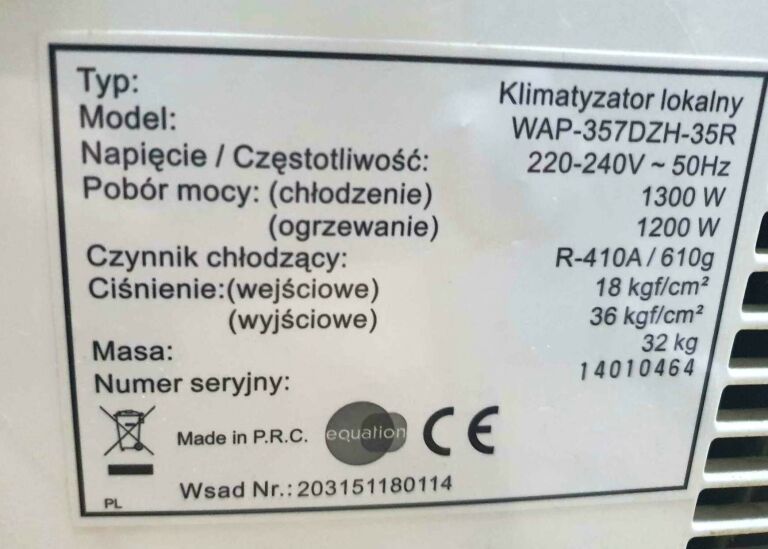 Typ: Klimatyzator lokalny
Model: WAP-357DZH-35R
Napięcie / Częstotliwość: 220-240V ~ 50Hz
Pobór mocy: (chłodzenie) 1300 W
(ogrzewanie) 1200 W
Czynnik chłodzący: R-410A / 610g
Ciśnienie:(wejściowe) 18 kgf/cm²
(wyjściowe) 36 kgf/cm²
Masa: 32 kg
Numer seryjny: 14010464
Made in P.R.C. equation CE
PL Wsad Nr.: 203151180114